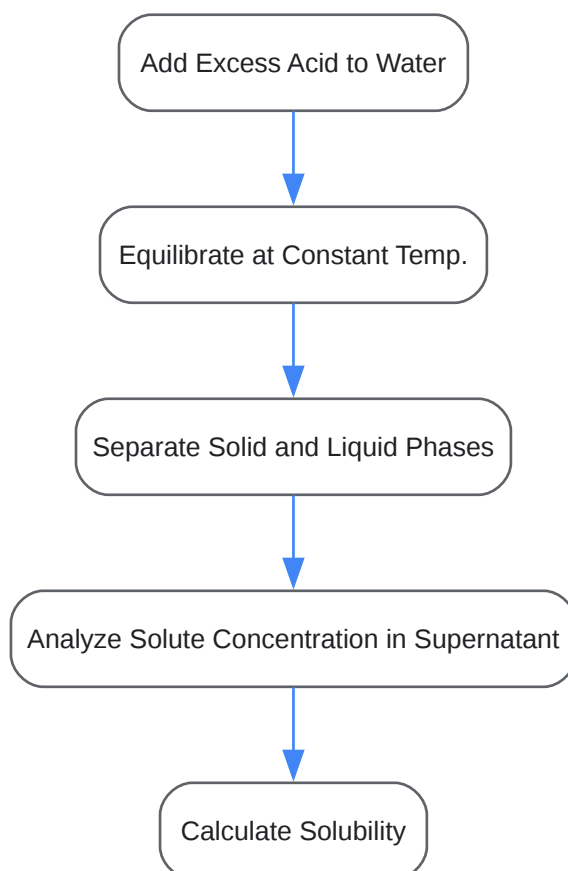 Add Excess Acid to Water
Equilibrate at Constant Temp.
Separate Solid and Liquid Phases
Analyze Solute Concentration in Supernatant
Calculate Solubility